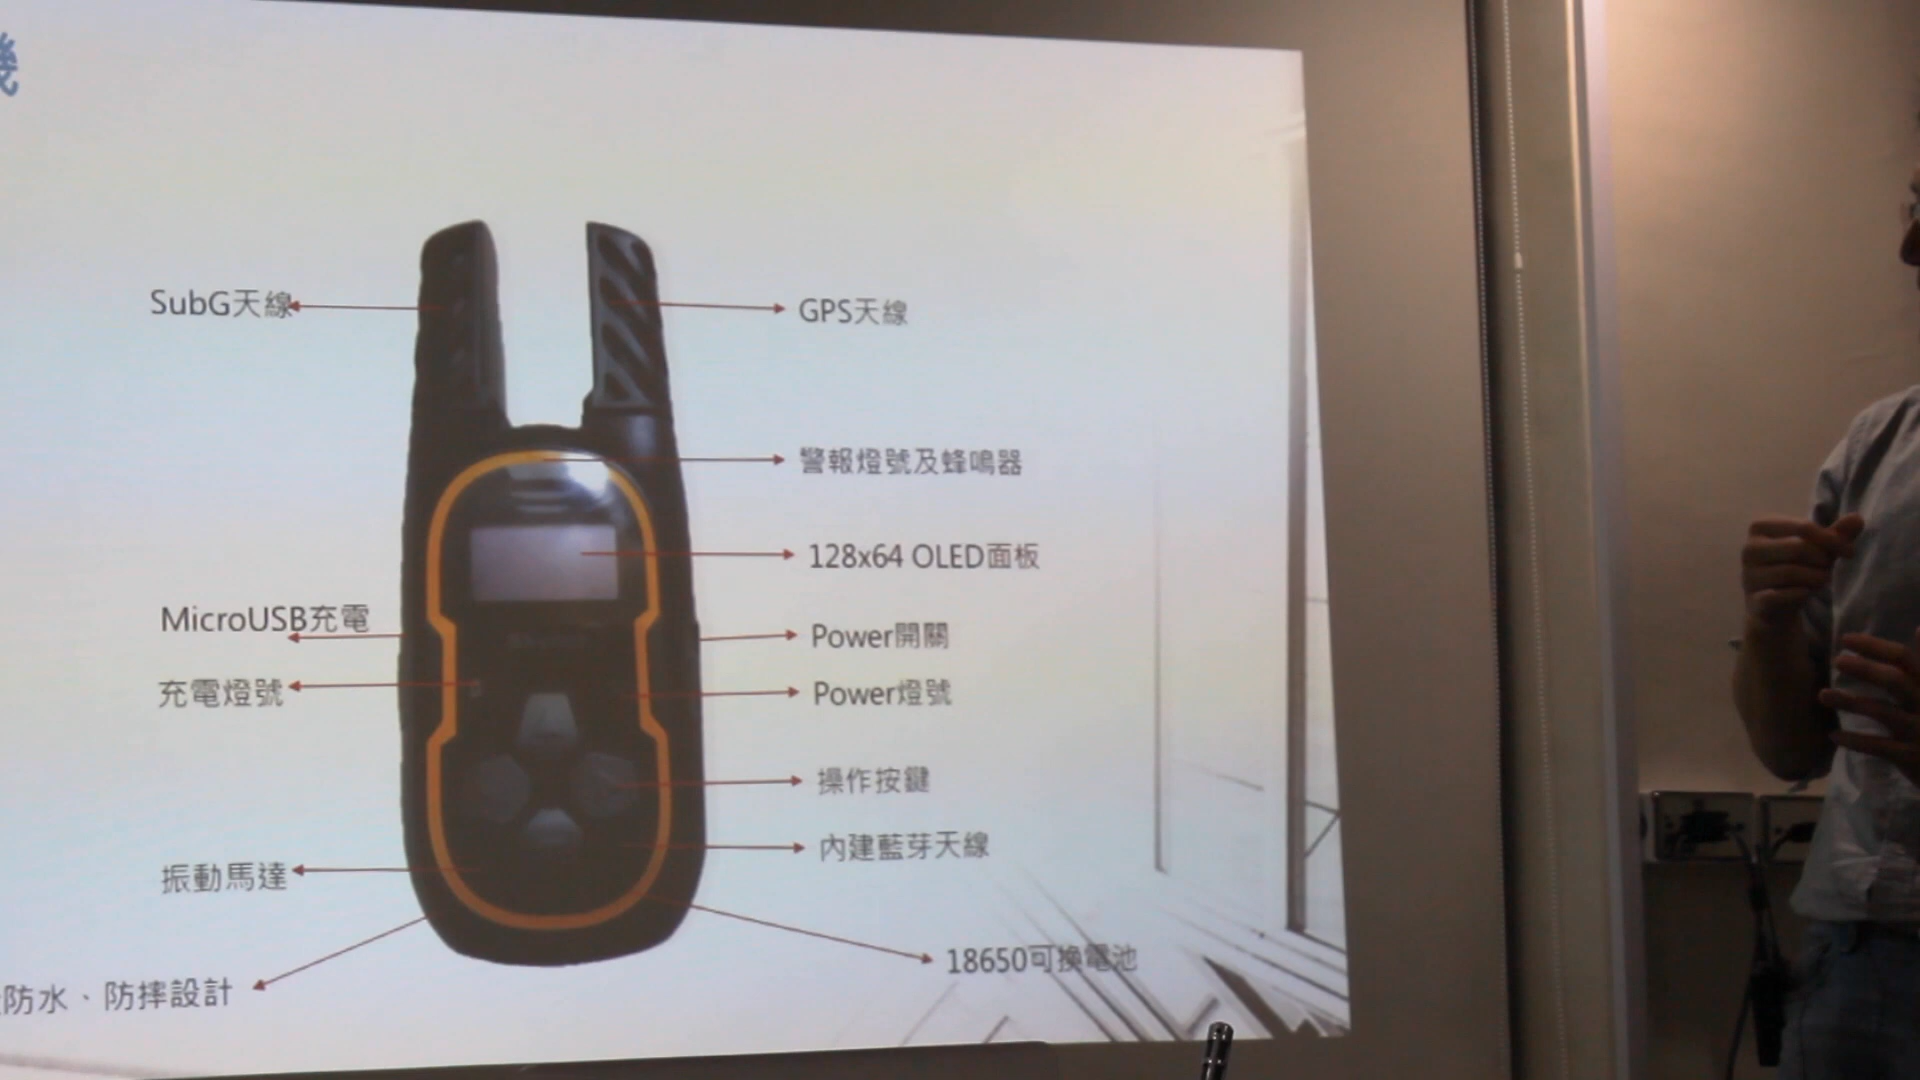 機
SubG天線
GPS天線
警報燈號及蜂鳴器
128x64 OLED面板
MicroUSB充電
Power開關
充電燈號
Power燈號
操作按鍵
內建藍芽天線
振動馬達
18650可換電池
防水、防摔設計